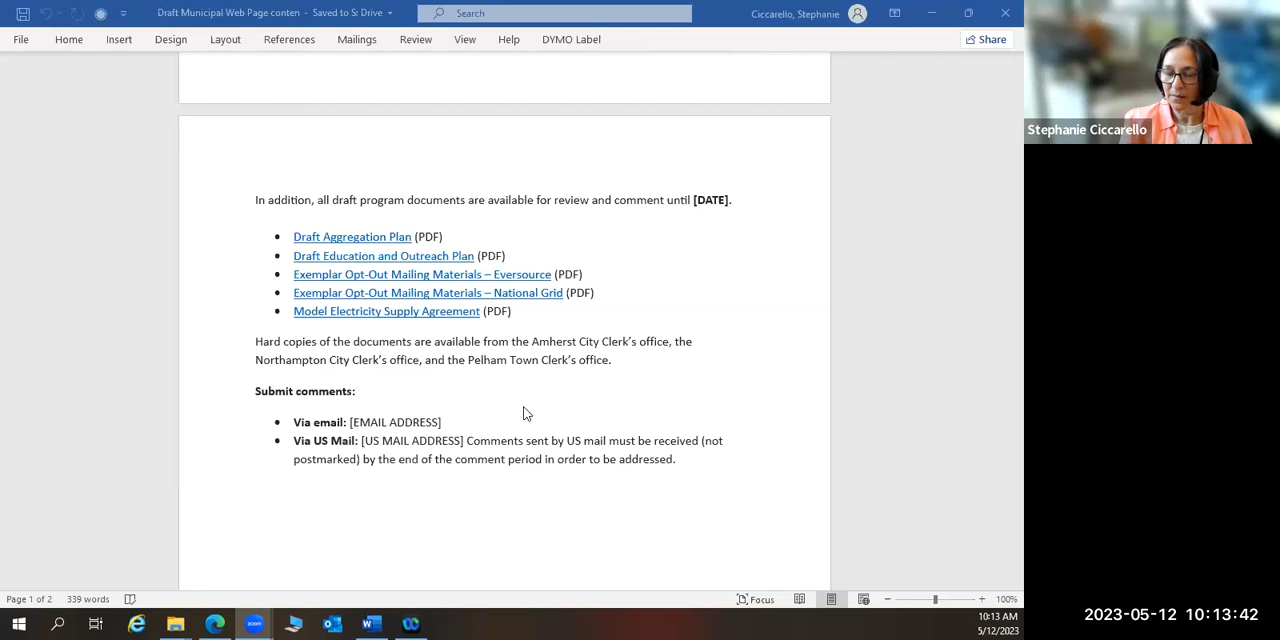 Draft Municipal Web Page conten - Saved to S: Drive
Search
Ciccarello, Stephanie
File Home Insert Design Layout References Mailings Review View Help DYMO Label
Share
Stephanie Ciccarello
In addition, all draft program documents are available for review and comment until [DATE].
• Draft Aggregation Plan (PDF)
• Draft Education and Outreach Plan (PDF)
• Exemplar Opt-Out Mailing Materials – Eversource (PDF)
• Exemplar Opt-Out Mailing Materials – National Grid (PDF)
• Model Electricity Supply Agreement (PDF)
Hard copies of the documents are available from the Amherst City Clerk's office, the
Northampton City Clerk's office, and the Pelham Town Clerk's office.
Submit comments:
• Via email: [EMAIL ADDRESS]
• Via US Mail: [US MAIL ADDRESS] Comments sent by US mail must be received (not
postmarked) by the end of the comment period in order to be addressed.
Page 1 of 2 339 words
Focus
100%
zoom
10:13 AM
5/12/2023
2023-05-12 10:13:42